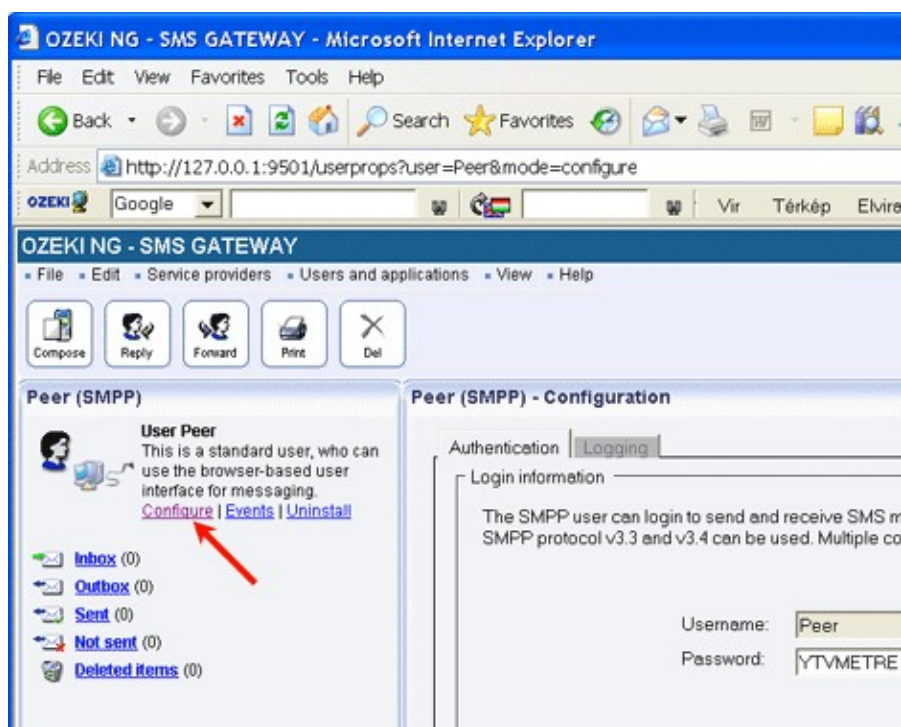 OZEKI NG - SMS GATEWAY - Microsoft Internet Explorer
File Edit View Favorites Tools Help
Back Search Favorites
Address http://127.0.0.1:9501/userprops?user=Peer&mode=configure
OZEKI Google Vir Térkép Elvira
OZEKI NG - SMS GATEWAY
File Edit Service providers Users and applications View Help
Compose Reply Forward Print Del
Peer (SMPP)
User Peer
This is a standard user, who can
use the browser-based user
interface for messaging.
Configure | Events | Uninstall
Inbox (0)
Outbox (0)
Sent (0)
Not sent (0)
Deleted items (0)
Peer (SMPP) - Configuration
Authentication Logging
Login information
The SMPP user can login to send and receive SMS m
SMPP protocol v3.3 and v3.4 can be used. Multiple co
Username: Peer
Password: YTVMETRE